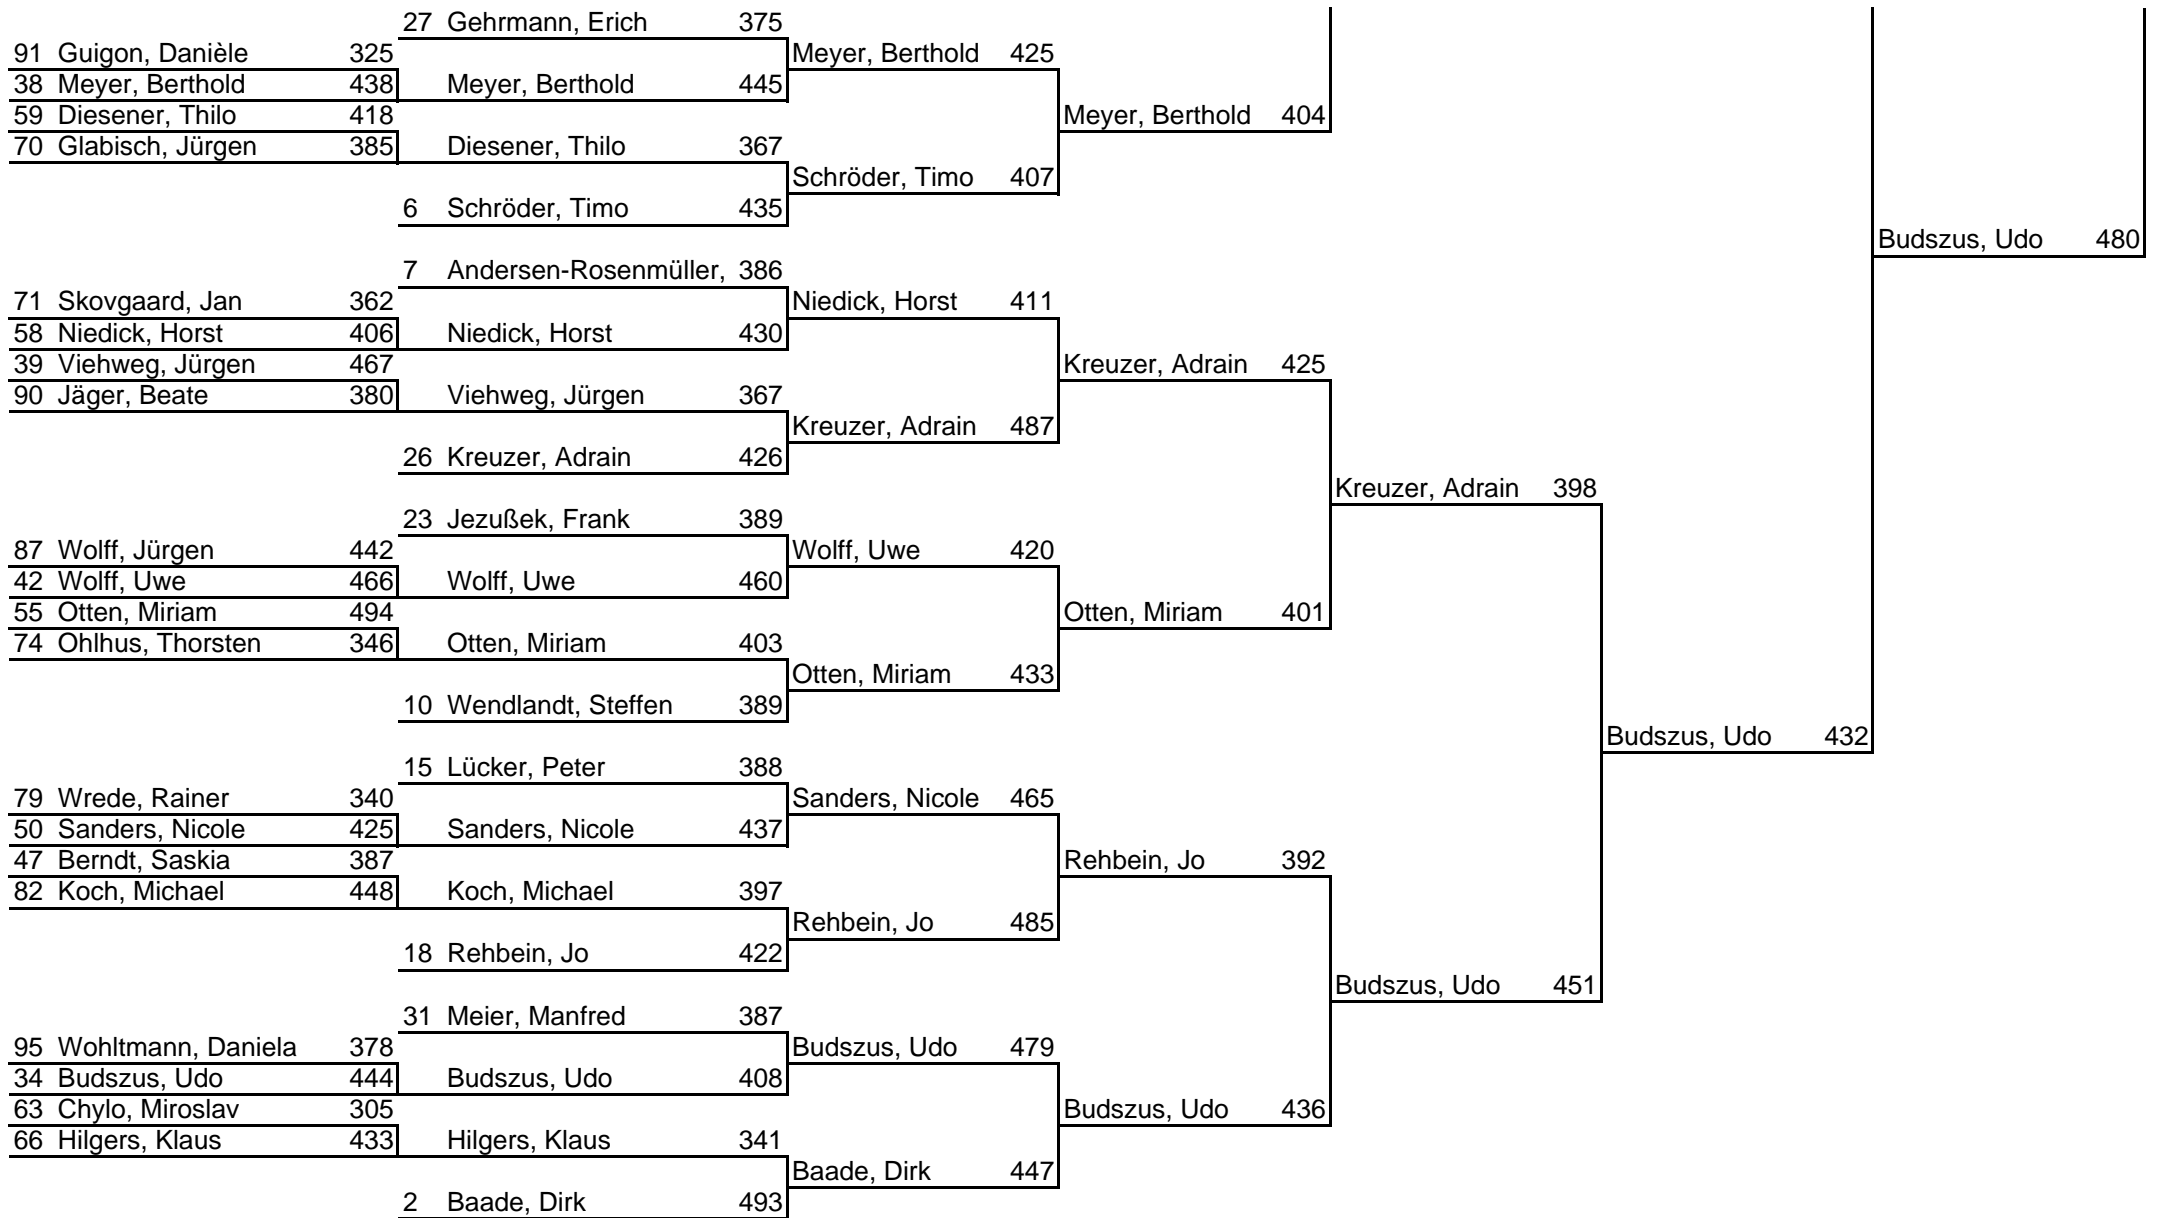 27 Gehrmann, Erich 375
91 Guigon, Danièle 325 Meyer, Berthold 425
38 Meyer, Berthold 438 Meyer, Berthold 445
59 Diesener, Thilo 418 Meyer, Berthold 404
70 Glabisch, Jürgen 385 Diesener, Thilo 367
Schröder, Timo 407
6 Schröder, Timo 435
Budszus, Udo 480
7 Andersen-Rosenmüller, 386
71 Skovgaard, Jan 362 Niedick, Horst 411
58 Niedick, Horst 406 Niedick, Horst 430
39 Viehweg, Jürgen 467 Kreuzer, Adrain 425
90 Jäger, Beate 380 Viehweg, Jürgen 367
Kreuzer, Adrain 487
26 Kreuzer, Adrain 426
Kreuzer, Adrain 398
23 Jezußek, Frank 389
87 Wolff, Jürgen 442 Wolff, Uwe 420
42 Wolff, Uwe 466 Wolff, Uwe 460
55 Otten, Miriam 494 Otten, Miriam 401
74 Ohlhus, Thorsten 346 Otten, Miriam 403
Otten, Miriam 433
10 Wendlandt, Steffen 389
Budszus, Udo 432
15 Lücker, Peter 388
79 Wrede, Rainer 340 Sanders, Nicole 465
50 Sanders, Nicole 425 Sanders, Nicole 437
47 Berndt, Saskia 387 Rehbein, Jo 392
82 Koch, Michael 448 Koch, Michael 397
Rehbein, Jo 485
18 Rehbein, Jo 422
Budszus, Udo 451
31 Meier, Manfred 387
95 Wohltmann, Daniela 378 Budszus, Udo 479
34 Budszus, Udo 444 Budszus, Udo 408
63 Chylo, Miroslav 305 Budszus, Udo 436
66 Hilgers, Klaus 433 Hilgers, Klaus 341
Baade, Dirk 447
2 Baade, Dirk 493